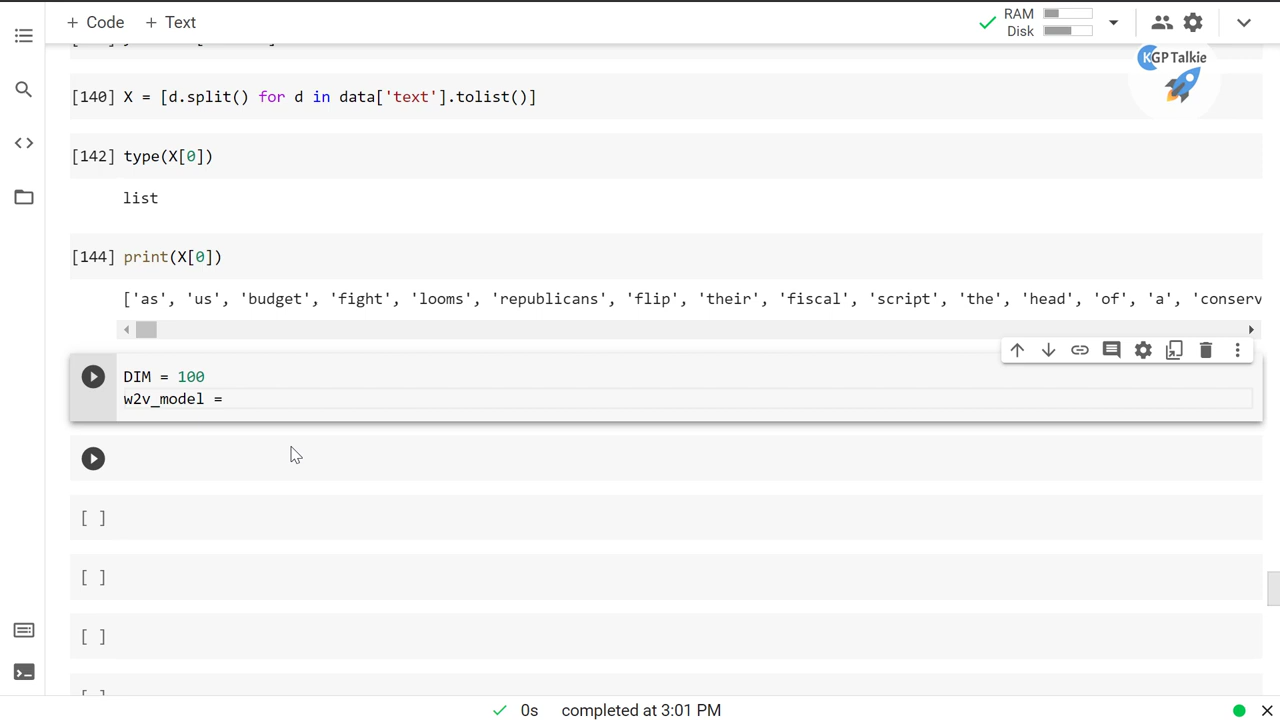 + Code + Text
RAM
Disk
KGP Talkie
[140] X = [d.split() for d in data['text'].tolist()]
[142] type(X[0])
list
[144] print(X[0])
['as', 'us', 'budget', 'fight', 'looms', 'republicans', 'flip', 'their', 'fiscal', 'script', 'the', 'head', 'of', 'a', 'conserv
DIM = 100
w2v_model =
[ ]
[ ]
[ ]
0s completed at 3:01 PM